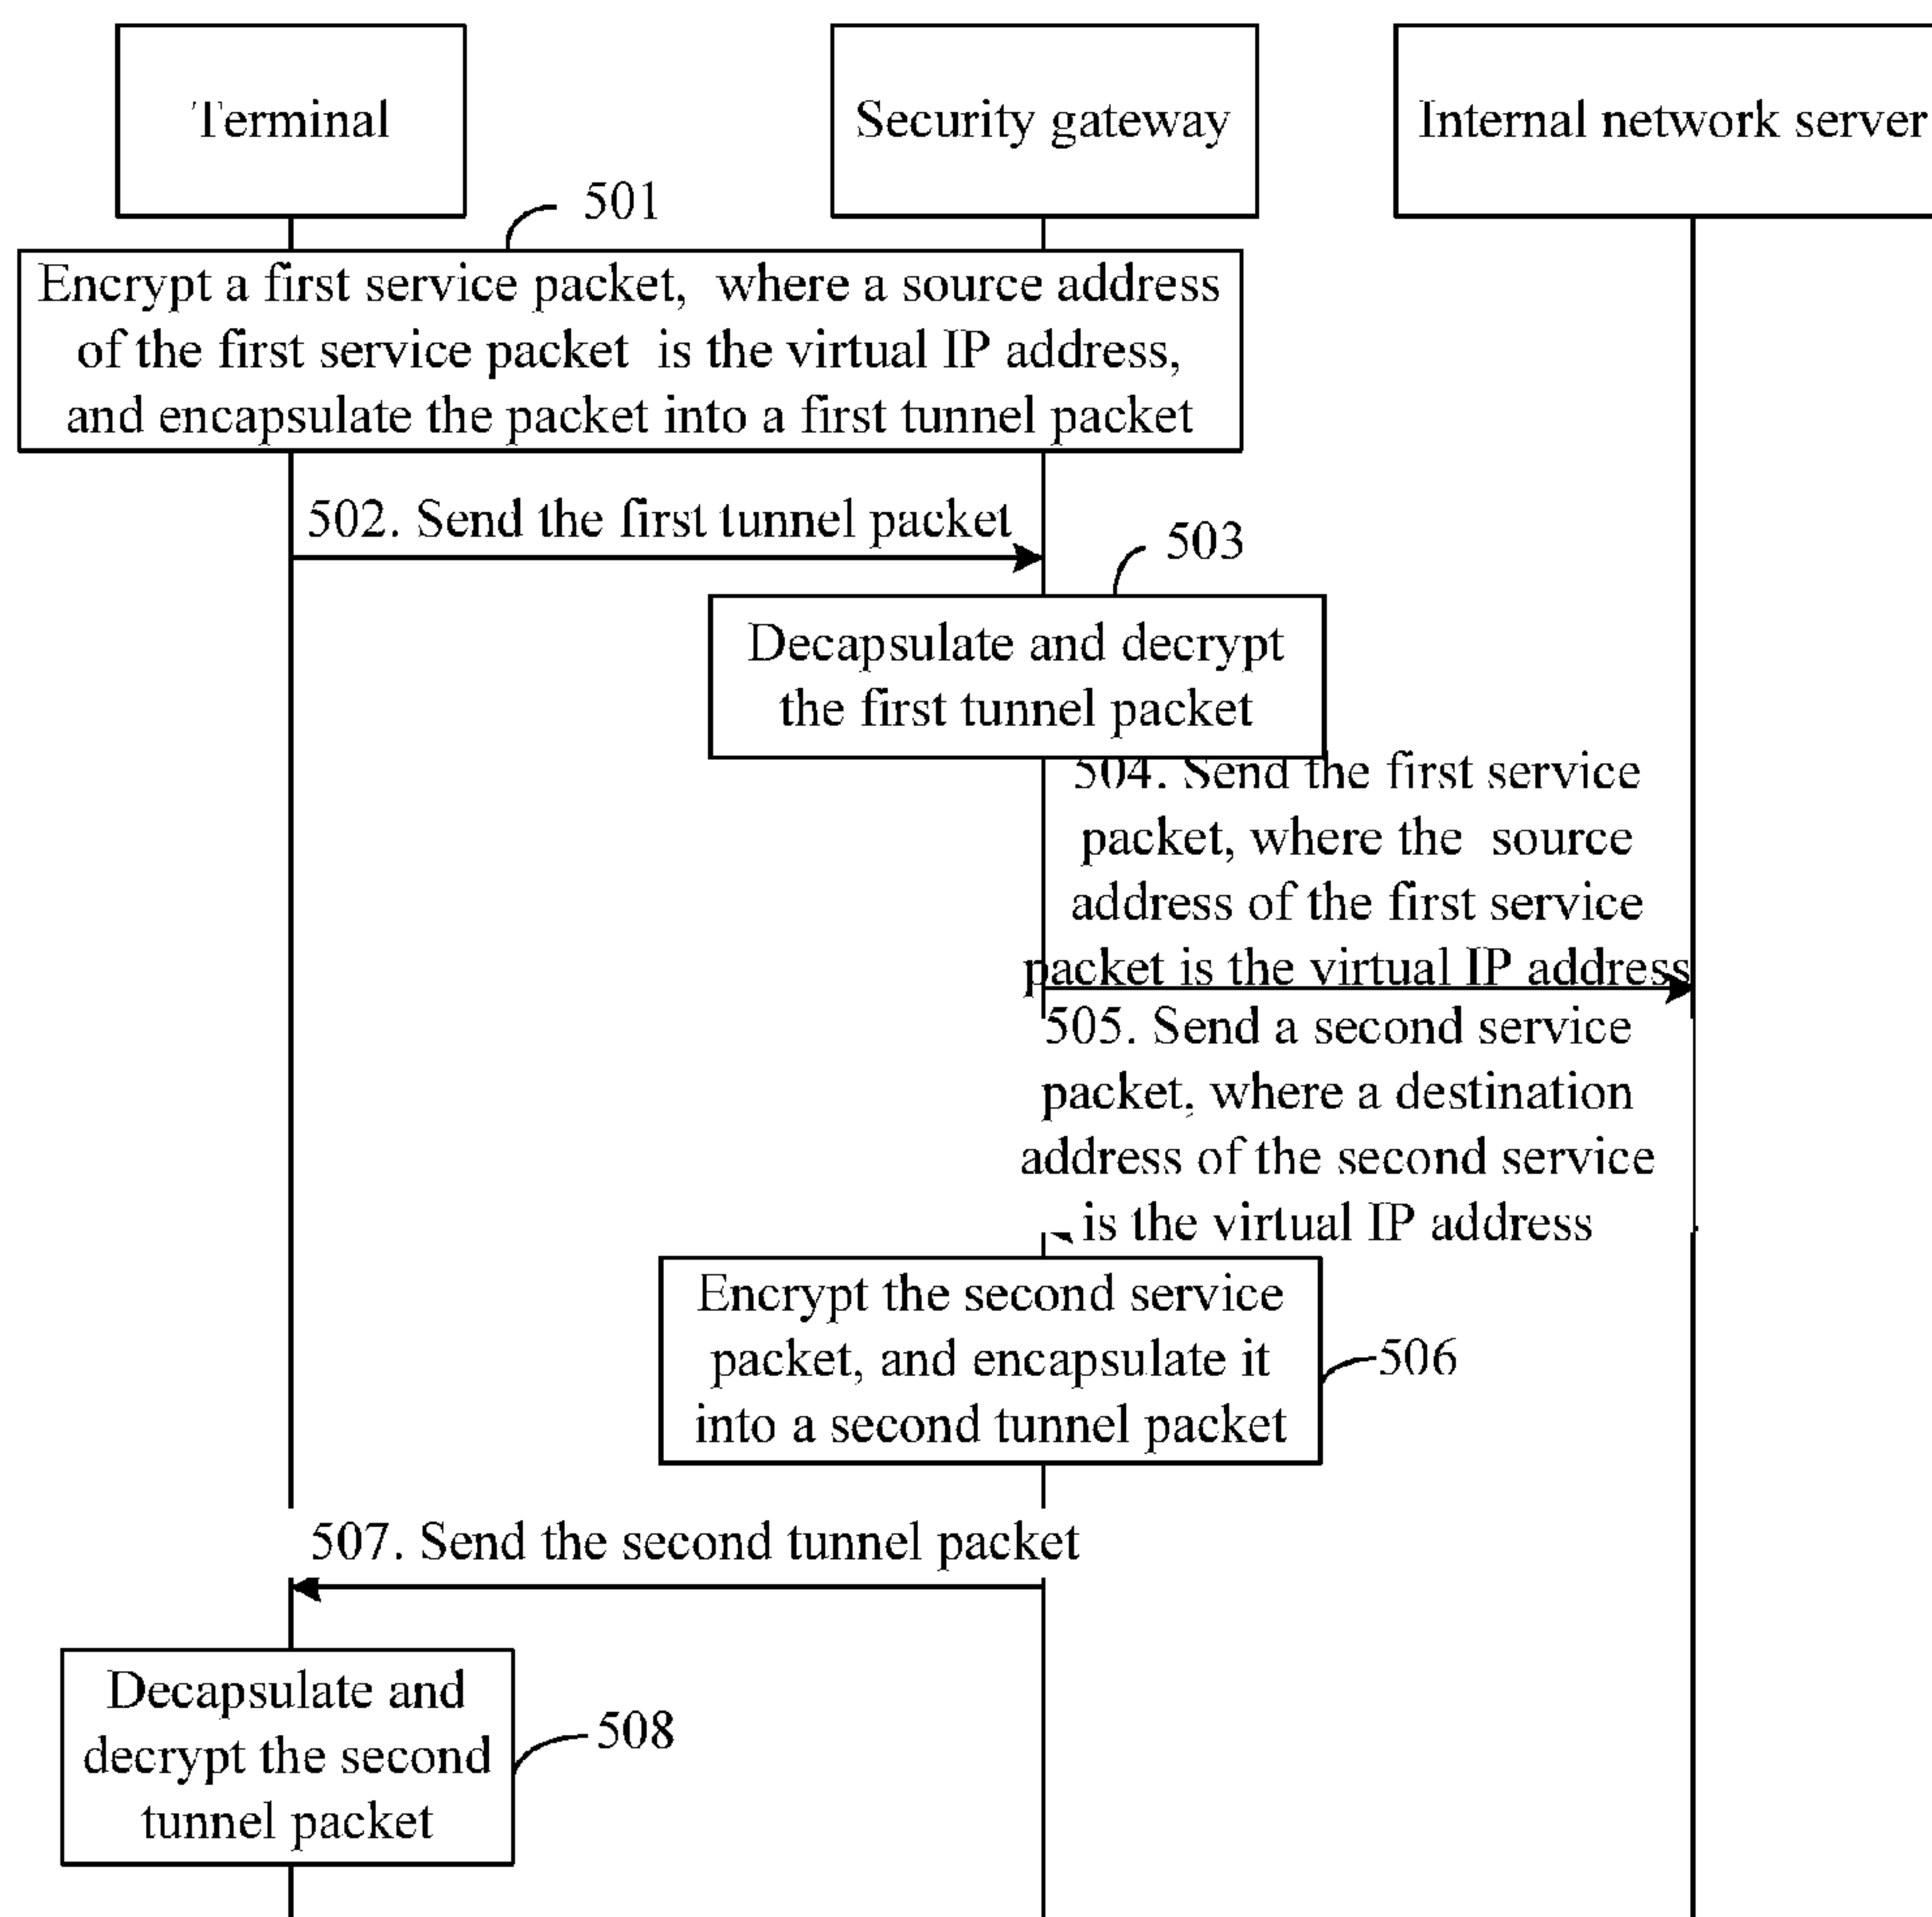 Terminal
Security gateway
Internal network server
501
Encrypt a first service packet, where a source address
of the first service packet is the virtual IP address,
and encapsulate the packet into a first tunnel packet
502. Send the first tunnel packet
503
Decapsulate and decrypt
the first tunnel packet
504. Send the first service
packet, where the source
address of the first service
packet is the virtual IP address
505. Send a second service
packet, where a destination
address of the second service
is the virtual IP address
Encrypt the second service
packet, and encapsulate it
into a second tunnel packet
506
507. Send the second tunnel packet
Decapsulate and
decrypt the second
tunnel packet
508